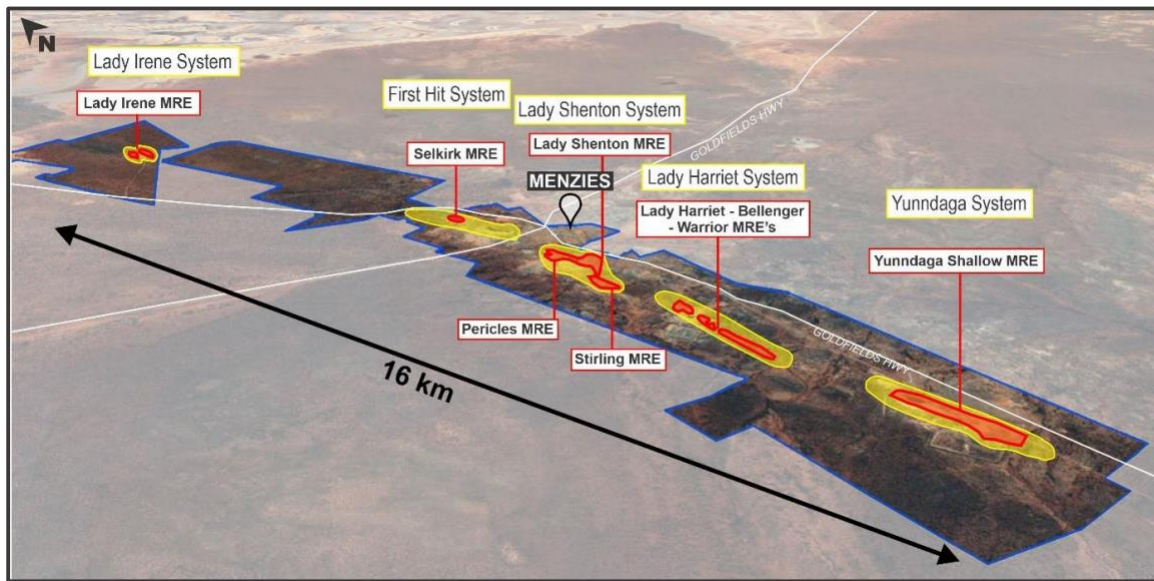 N
Lady Irene System
Lady Irene MRE
First Hit System
Selkirk MRE
Lady Shenton System
Lady Shenton MRE
MENZIES
GOLDFIELDS HWY
Lady Harriet System
Lady Harriet - Bellenger
- Warrior MRE's
Yunndaga System
Yunndaga Shallow MRE
Pericles MRE
Stirling MRE
GOLDFIELDS HWY
16 km